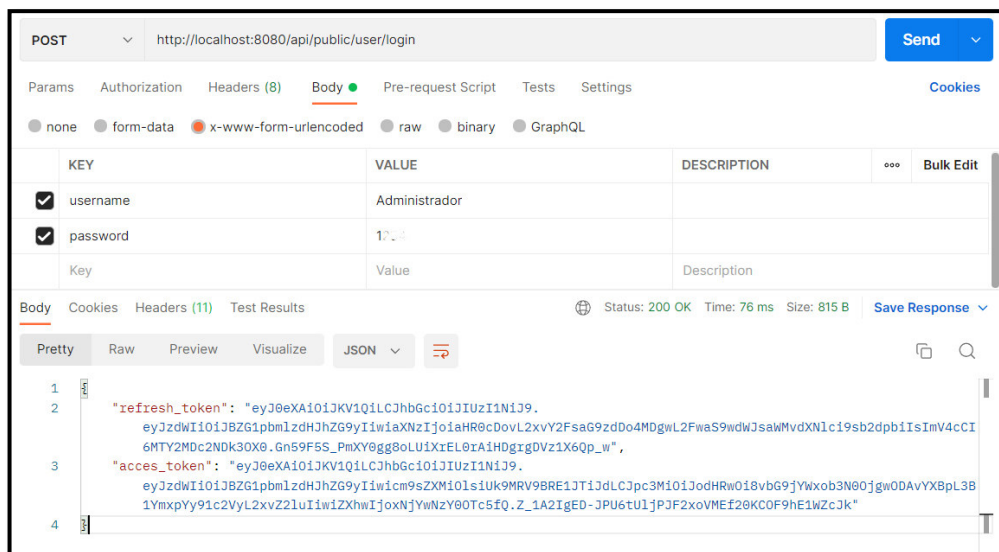 POST http://localhost:8080/api/public/user/login Send
Params Authorization Headers (8) Body Pre-request Script Tests Settings Cookies
none form-data x-www-form-urlencoded raw binary GraphQL
KEY VALUE DESCRIPTION ooo Bulk Edit
username Administrador
password
Key Value Description
Body Cookies Headers (11) Test Results Status: 200 OK Time: 76 ms Size: 815 B Save Response
Pretty Raw Preview Visualize JSON
1 {
2 "refresh_token": "eyJ0eXAiOiJKV1QiLCJhbGciOiJIUzI1NiJ9.
eyJzdWIiOiJBZG1pbmlzdHJhZG9yIiwiaXNzIjoiaHR0cDovL2xvY2FsaG9zdDo4MDgwL2FwaS9wdWJsaWMvdXNlci9sb2dpbiIsImV4cCI
6MTY2MDc2NDk3OX0.Gn59F5S_PmXY0gg8oLUiXrEL0rAiHDgrgDVz1X6Qp_w",
3 "acces_token": "eyJ0eXAiOiJKV1QiLCJhbGciOiJIUzI1NiJ9.
eyJzdWIiOiJBZG1pbmlzdHJhZG9yIiwicm9sZXMiOlsiUk9MRV9BRE1JTiJdLCJpc3MiOiJodHRwOi8vbG9jYWxob3N0OjgwODAvYXBpL3B
1YmxpYy91c2VyL2xvZ2luIiwiZXhwIjoxNjYwNzY0OTc5fQ.Z_1A2IgED-JPU6tUljPJF2xoVMEf20KCOF9hE1WZcJk"
4 }